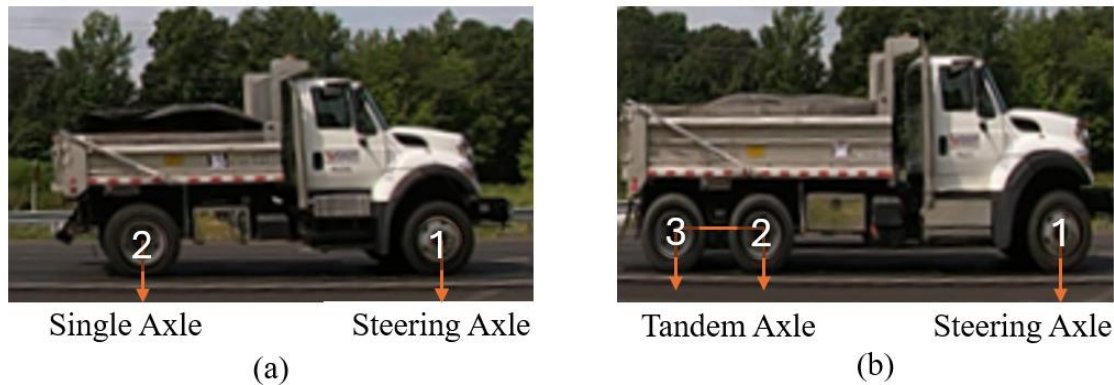 2
1
3
2
1
Single Axle
Steering Axle
Tandem Axle
Steering Axle
(a)
(b)